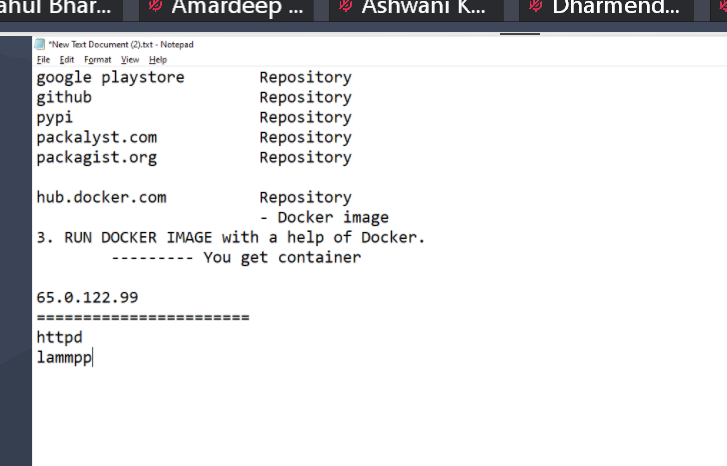 ahul Bhar... Amardeep ... Ashwani K... Dharmend...
*New Text Document (2).txt - Notepad
File Edit Format View Help
google playstore Repository
github Repository
pypi Repository
packalyst.com Repository
packagist.org Repository
hub.docker.com Repository
- Docker image
3. RUN DOCKER IMAGE with a help of Docker.
--------- You get container
65.0.122.99
=======================
httpd
lammpp